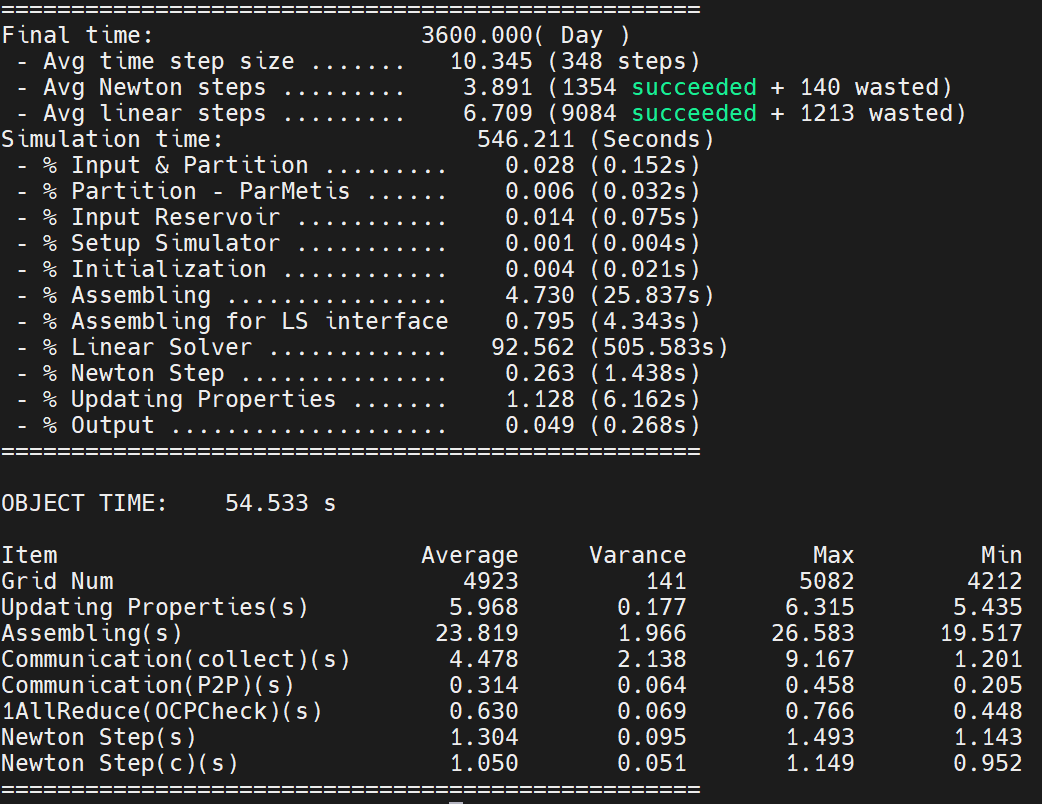 ==================================================
Final time:                   3600.000( Day )
 - Avg time step size .......   10.345 (348 steps)
 - Avg Newton steps .........    3.891 (1354 succeeded + 140 wasted)
 - Avg linear steps .........    6.709 (9084 succeeded + 1213 wasted)
Simulation time:                  546.211 (Seconds)
 - % Input & Partition .........    0.028 (0.152s)
 - % Partition - ParMetis ......    0.006 (0.032s)
 - % Input Reservoir ...........    0.014 (0.075s)
 - % Setup Simulator ...........    0.001 (0.004s)
 - % Initialization ............    0.004 (0.021s)
 - % Assembling ................    4.730 (25.837s)
 - % Assembling for LS interface    0.795 (4.343s)
 - % Linear Solver .............   92.562 (505.583s)
 - % Newton Step ...............    0.263 (1.438s)
 - % Updating Properties .......    1.128 (6.162s)
 - % Output ....................    0.049 (0.268s)
==================================================
OBJECT TIME:    54.533 s
Item                          Average     Varance         Max         Min
Grid Num                         4923         141        5082        4212
Updating Properties(s)          5.968       0.177       6.315       5.435
Assembling(s)                  23.819       1.966      26.583      19.517
Communication(collect)(s)       4.478       2.138       9.167       1.201
Communication(P2P)(s)           0.314       0.064       0.458       0.205
1AllReduce(OCPCheck)(s)         0.630       0.069       0.766       0.448
Newton Step(s)                  1.304       0.095       1.493       1.143
Newton Step(c)(s)               1.050       0.051       1.149       0.952
==================================================